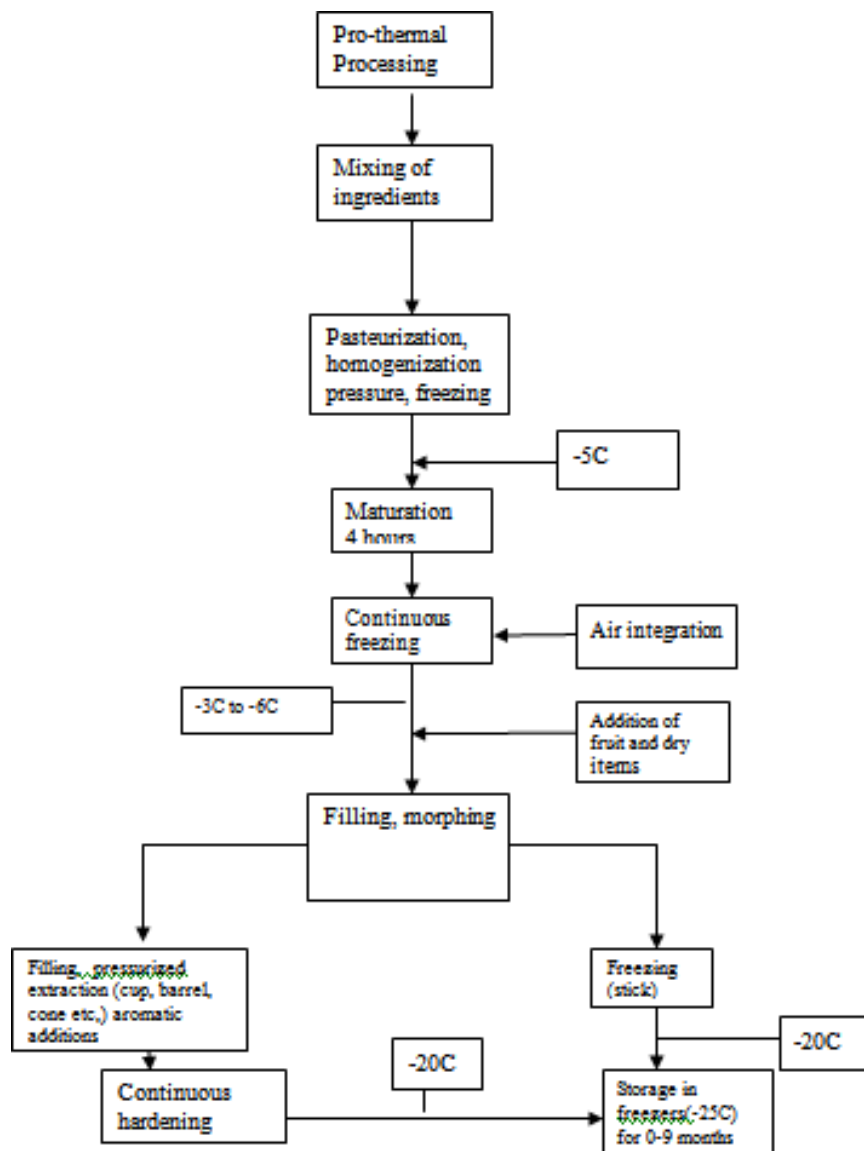 Pro-thermal
Processing
Mixing of
ingredients
Pasteurization,
homogenization
pressure, freezing
-5C
Maturation
4 hours
Continuous
freezing
Air integration
-3C to -6C
Addition of
fruit and dry
items
Filling, morphing
Filling, pressurized
extraction (cup, barrel,
cone etc,) aromatic
additions
Freezing
(stick)
-20C
-20C
Continuous
hardening
Storage in
freezers(-25C)
for 0-9 months